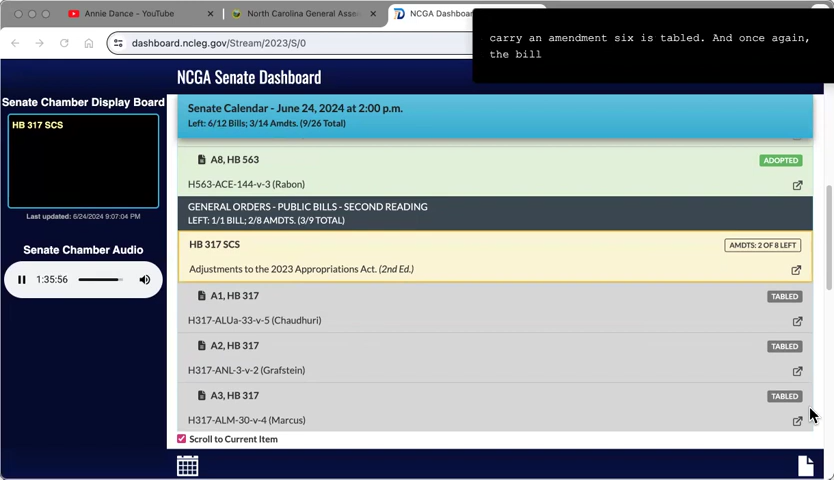 Annie Dance - YouTube
North Carolina General Asse
NCGA Dashboar
carry an amendment six is tabled. And once again,
the bill
dashboard.ncleg.gov/Stream/2023/S/0
NCGA Senate Dashboard
Senate Chamber Display Board
HB 317 SCS
Last updated: 6/24/2024 9:07:04 PM
Senate Chamber Audio
1:35:56
Senate Calendar - June 24, 2024 at 2:00 p.m.
Left: 6/12 Bills; 3/14 Amdts. (9/26 Total)
A8, HB 563
ADOPTED
H563-ACE-144-v-3 (Rabon)
GENERAL ORDERS - PUBLIC BILLS - SECOND READING
LEFT: 1/1 BILL; 2/8 AMDTS. (3/9 TOTAL)
HB 317 SCS
AMDTS: 2 OF 8 LEFT
Adjustments to the 2023 Appropriations Act. (2nd Ed.)
A1, HB 317
TABLED
H317-ALUa-33-v-5 (Chaudhuri)
A2, HB 317
TABLED
H317-ANL-3-v-2 (Grafstein)
A3, HB 317
TABLED
H317-ALM-30-v-4 (Marcus)
Scroll to Current Item